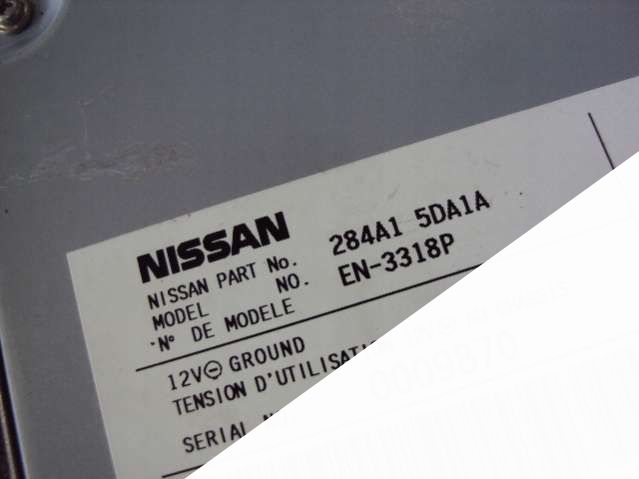 NISSAN
NISSAN PART No. 284A1 5DA1A
MODEL NO. EN-3318P
·N° DE MODELE
12V⊖ GROUND
TENSION D'UTILISATI
SERIAL